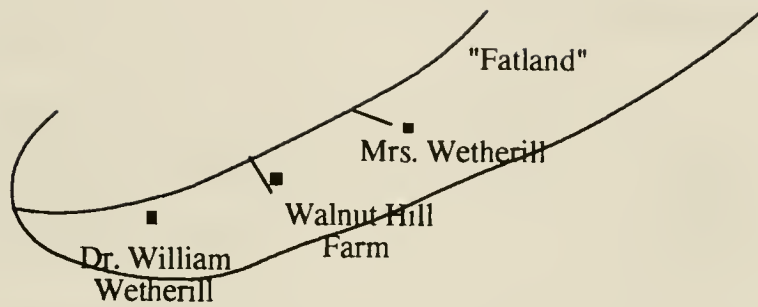 "Fatland"
Mrs. Wetherill
Walnut Hill
Farm
Dr. William
Wetherill